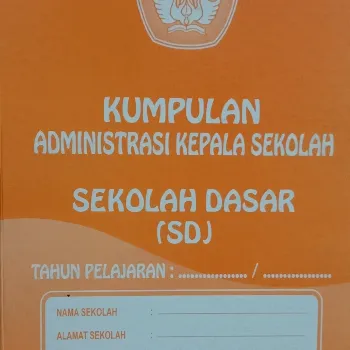 KUMPULAN
ADMINISTRASI KEPALA SEKOLAH
SEKOLAH DASAR
(SD)
TAHUN PELAJARAN : ................ / ................
NAMA SEKOLAH :
ALAMAT SEKOLAH :